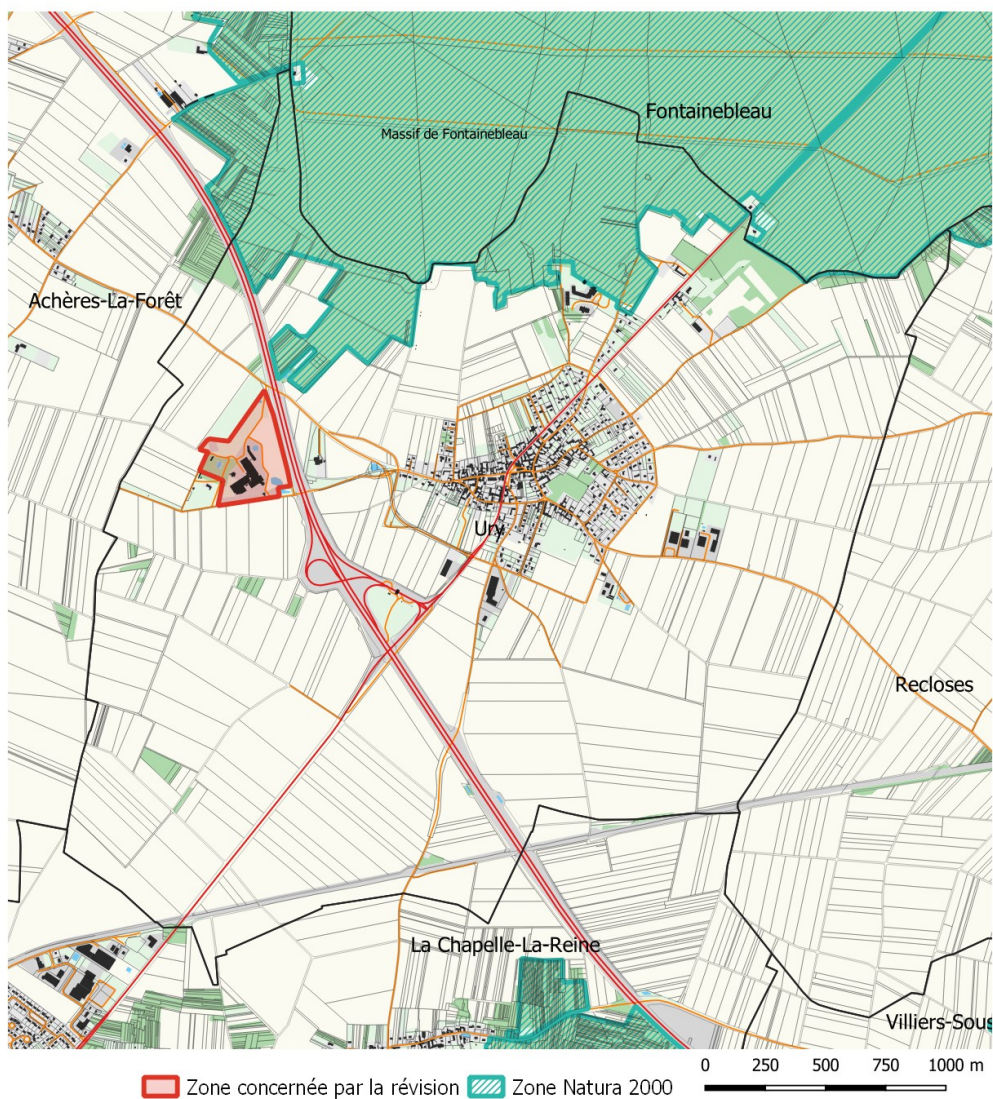 Fontainebleau
Massif de Fontainebleau
Achères-La-Forêt
Ury
Recloses
La Chapelle-La-Reine
Villiers-Sous
0 250 500 750 1000 m
Zone concernée par la révision Zone Natura 2000